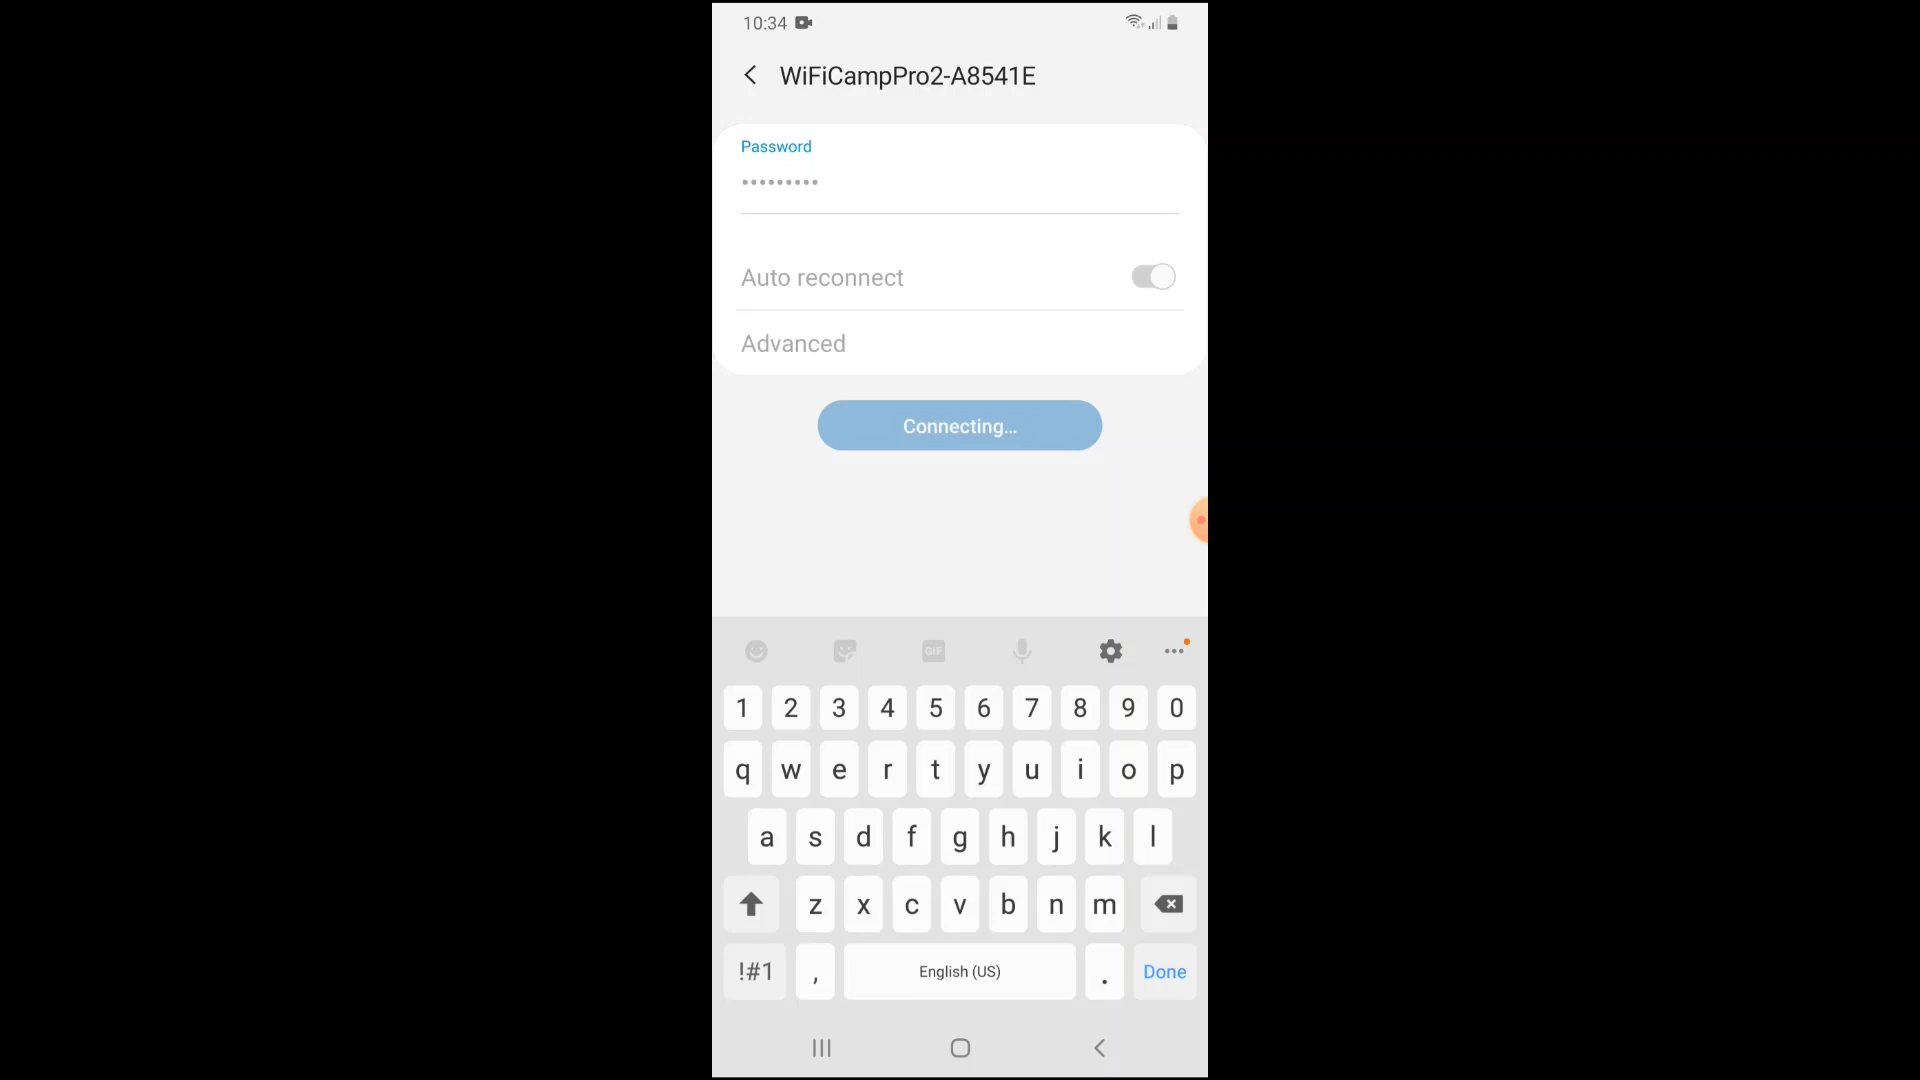 10:34
WiFiCampPro2-A8541E
Password
•••••••••
Auto reconnect
Advanced
Connecting...
GIF
1 2 3 4 5 6 7 8 9 0
q w e r t y u i o p
a s d f g h j k l
z x c v b n m
!#1 , English (US) . Done